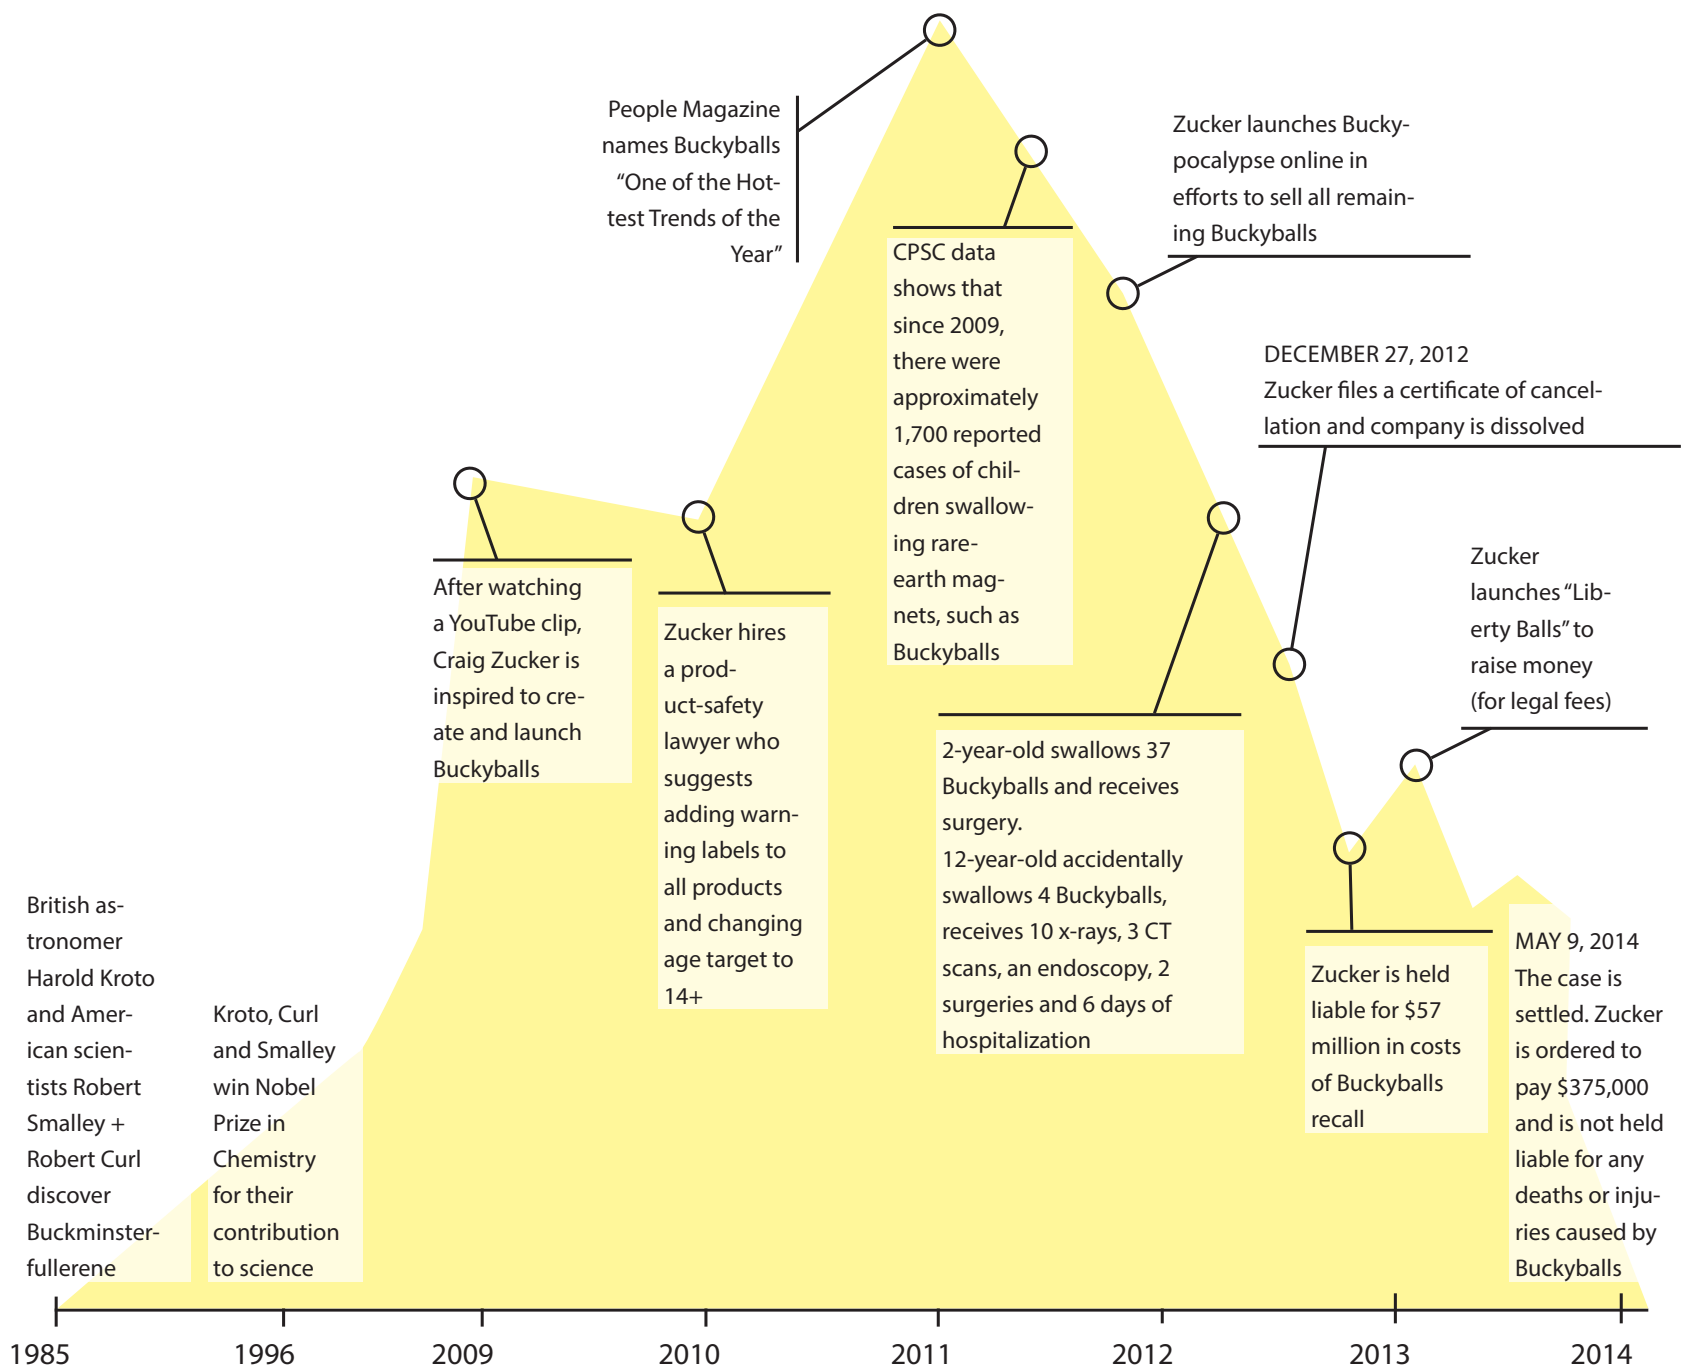 People Magazine
names Buckyballs
“One of the Hot-
test Trends of the
Year”
Zucker launches Bucky-
pocalypse online in
efforts to sell all remain-
ing Buckyballs
CPSC data
shows that
since 2009,
there were
approximately
1,700 reported
cases of chil-
dren swallow-
ing rare-
earth mag-
nets, such as
Buckyballs
DECEMBER 27, 2012
Zucker files a certificate of cancel-
lation and company is dissolved
After watching
a YouTube clip,
Craig Zucker is
inspired to cre-
ate and launch
Buckyballs
Zucker hires
a prod-
uct-safety
lawyer who
suggests
adding warn-
ing labels to
all products
and changing
age target to
14+
Zucker
launches “Lib-
erty Balls” to
raise money
(for legal fees)
2-year-old swallows 37
Buckyballs and receives
surgery.
12-year-old accidentally
swallows 4 Buckyballs,
receives 10 x-rays, 3 CT
scans, an endoscopy, 2
surgeries and 6 days of
hospitalization
British as-
tronomer
Harold Kroto
and Amer-
ican scien-
tists Robert
Smalley +
Robert Curl
discover
Buckminster-
fullerene
Kroto, Curl
and Smalley
win Nobel
Prize in
Chemistry
for their
contribution
to science
Zucker is held
liable for $57
million in costs
of Buckyballs
recall
MAY 9, 2014
The case is
settled. Zucker
is ordered to
pay $375,000
and is not held
liable for any
deaths or inju-
ries caused by
Buckyballs
1985
1996
2009
2010
2011
2012
2013
2014